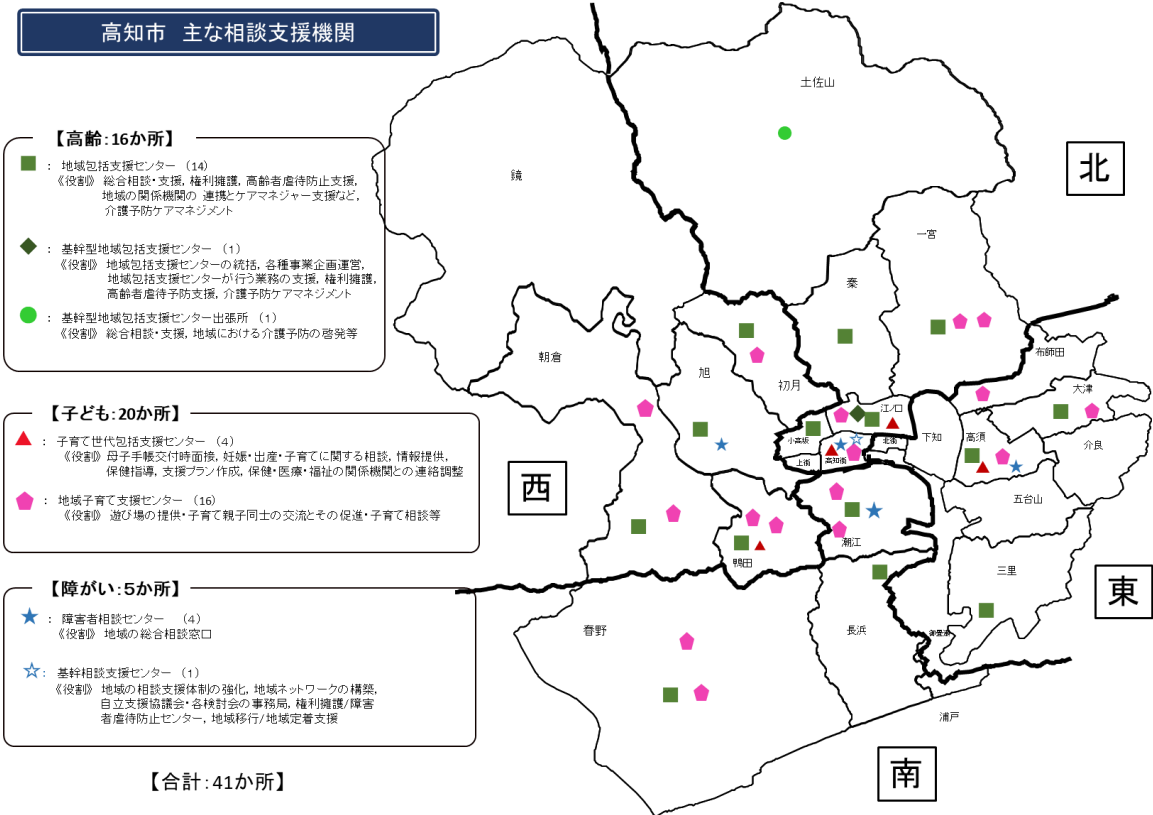 高知市　主な相談支援機関
【高齢：16か所】
： 地域包括支援センター （14）
《役割》 総合相談・支援, 権利擁護, 高齢者虐待防止支援,
地域の関係機関の 連携とケアマネジャー支援など,
介護予防ケアマネジメント
： 基幹型地域包括支援センター （1）
《役割》 地域包括支援センターの統括, 各種事業企画運営,
地域包括支援センターが行う業務の支援, 権利擁護,
高齢者虐待予防支援, 介護予防ケアマネジメント
： 基幹型地域包括支援センター出張所 （1）
《役割》 総合相談・支援, 地域における介護予防の啓発等
【子ども：20か所】
： 子育て世代包括支援センター （4）
《役割》 母子手帳交付時面接, 妊娠・出産・子育てに関する相談, 情報提供,
保健指導, 支援プラン作成, 保健・医療・福祉の関係機関との連絡調整
： 地域子育て支援センター （16）
《役割》 遊び場の提供・子育て親子同士の交流とその促進・子育て相談等
【障がい：5か所】
： 障害者相談センター （4）
《役割》 地域の総合相談窓口
： 基幹相談支援センター （1）
《役割》 地域の相談支援体制の強化, 地域ネットワークの構築,
自立支援協議会・各検討会の事務局, 権利擁護/障害
者虐待防止センター, 地域移行/地域定着支援
【合計：41か所】
土佐山
北
鏡
一宮
秦
朝倉
旭
初月
布師田
大津
江ノ口
小高坂
北街
下知
高須
介良
上街
高知街
西
五台山
潮江
鴨田
三里
東
春野
長浜
御畳瀬
浦戸
南